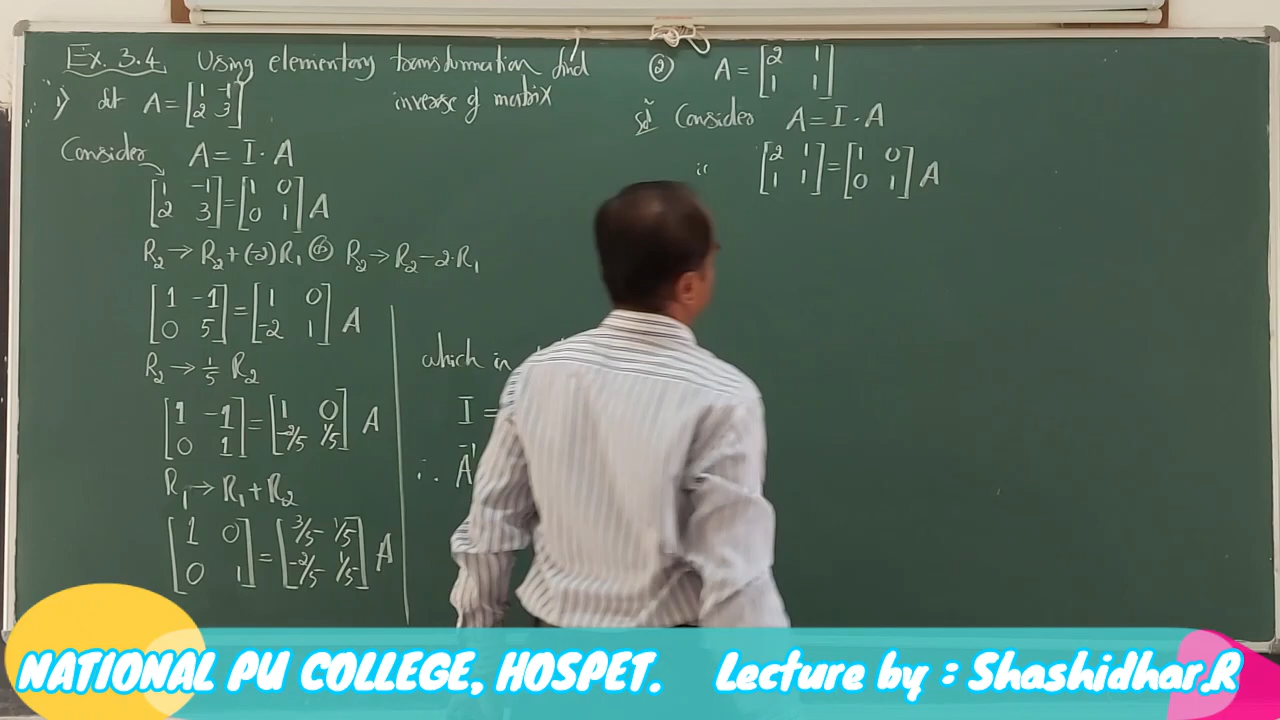 Ex. 3.4. Using elementary transformation find
inverse of matrix
1) Let A = [1 -1; 2 3]
Consider A = I · A
[1 -1; 2 3] = [1 0; 0 1] A
R₂ → R₂ + (-2) R₁ or R₂ → R₂ - 2·R₁
[1 -1; 0 5] = [1 0; -2 1] A
R₂ → 1/5 R₂
[1 -1; 0 1] = [1 0; -2/5 1/5] A
R₁ → R₁ + R₂
[1 0; 0 1] = [3/5 1/5; -2/5 1/5] A
which
I =
∴ A⁻¹
② A = [2 1; 1 1]
Solⁿ Consider A = I · A
[2 1; 1 1] = [1 0; 0 1] A
NATIONAL PU COLLEGE, HOSPET. Lecture by : Shashidhar.R